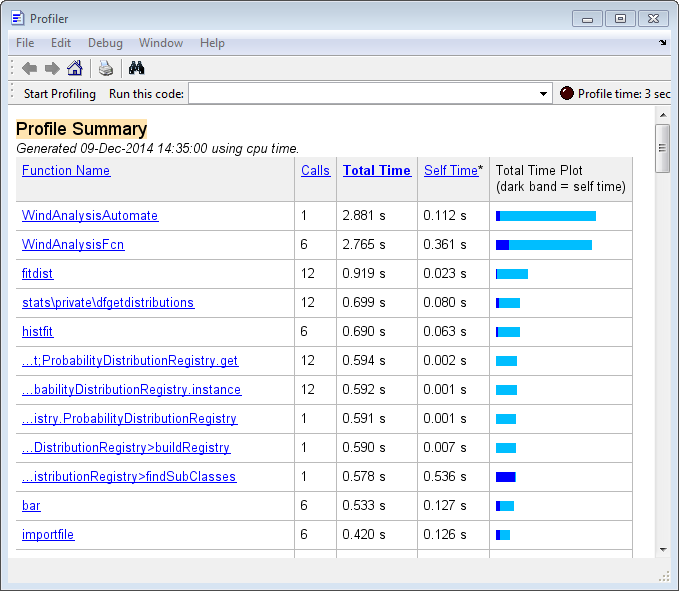 Profiler
File Edit Debug Window Help
Start Profiling Run this code: Profile time: 3 sec
Profile Summary
Generated 09-Dec-2014 14:35:00 using cpu time.
Function Name Calls Total Time Self Time* Total Time Plot
(dark band = self time)
WindAnalysisAutomate 1 2.881 s 0.112 s
WindAnalysisFcn 6 2.765 s 0.361 s
fitdist 12 0.919 s 0.023 s
stats\private\dfgetdistributions 12 0.699 s 0.080 s
histfit 6 0.690 s 0.063 s
...t;ProbabilityDistributionRegistry.get 12 0.594 s 0.002 s
...babilityDistributionRegistry.instance 12 0.592 s 0.001 s
...istry.ProbabilityDistributionRegistry 1 0.591 s 0.001 s
...DistributionRegistry>buildRegistry 1 0.590 s 0.007 s
...istributionRegistry>findSubClasses 1 0.578 s 0.536 s
bar 6 0.533 s 0.127 s
importfile 6 0.420 s 0.126 s